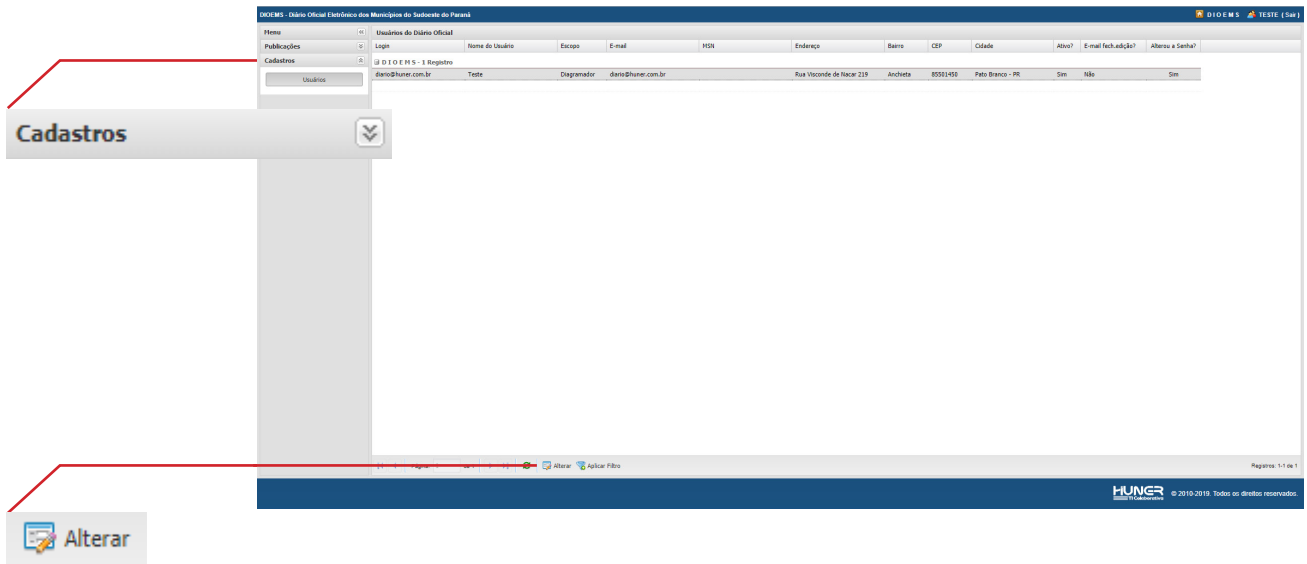 DIOEMS - Diário Oficial Eletrônico dos Municípios do Sudoeste do Paraná
D I O E M S TESTE ( Sair )
Menu
Usuários do Diário Oficial
Publicações
Login Nome do Usuário Escopo E-mail MSN Endereço Bairro CEP Cidade Ativo? E-mail fech.edição? Alterou a Senha?
Cadastros
D I O E M S - 1 Registro
diario@huner.com.br Teste Diagramador diario@huner.com.br Rua Visconde de Nacar 219 Anchieta 85501450 Pato Branco - PR Sim Não Sim
Usuários
Cadastros
Alterar Aplicar Filtro
Registros: 1-1 de 1
HUNER
TI Colaborativa
© 2010-2019. Todos os direitos reservados.
Alterar